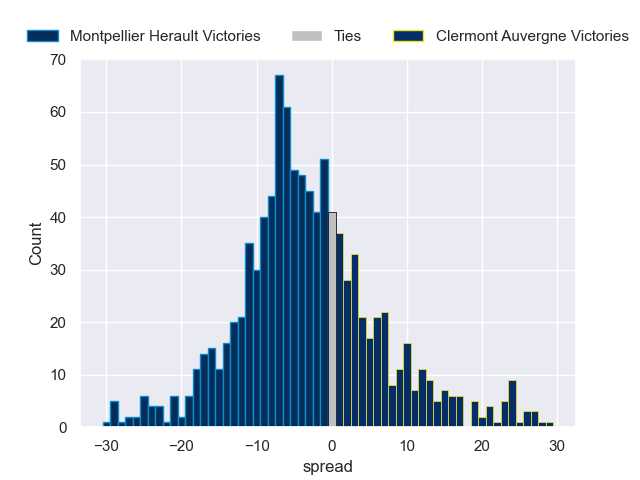 Montpellier Herault Victories Ties Clermont Auvergne Victories
70
60
50
40
30
20
10
0
Count
−30 −20 −10 0 10 20 30
spread